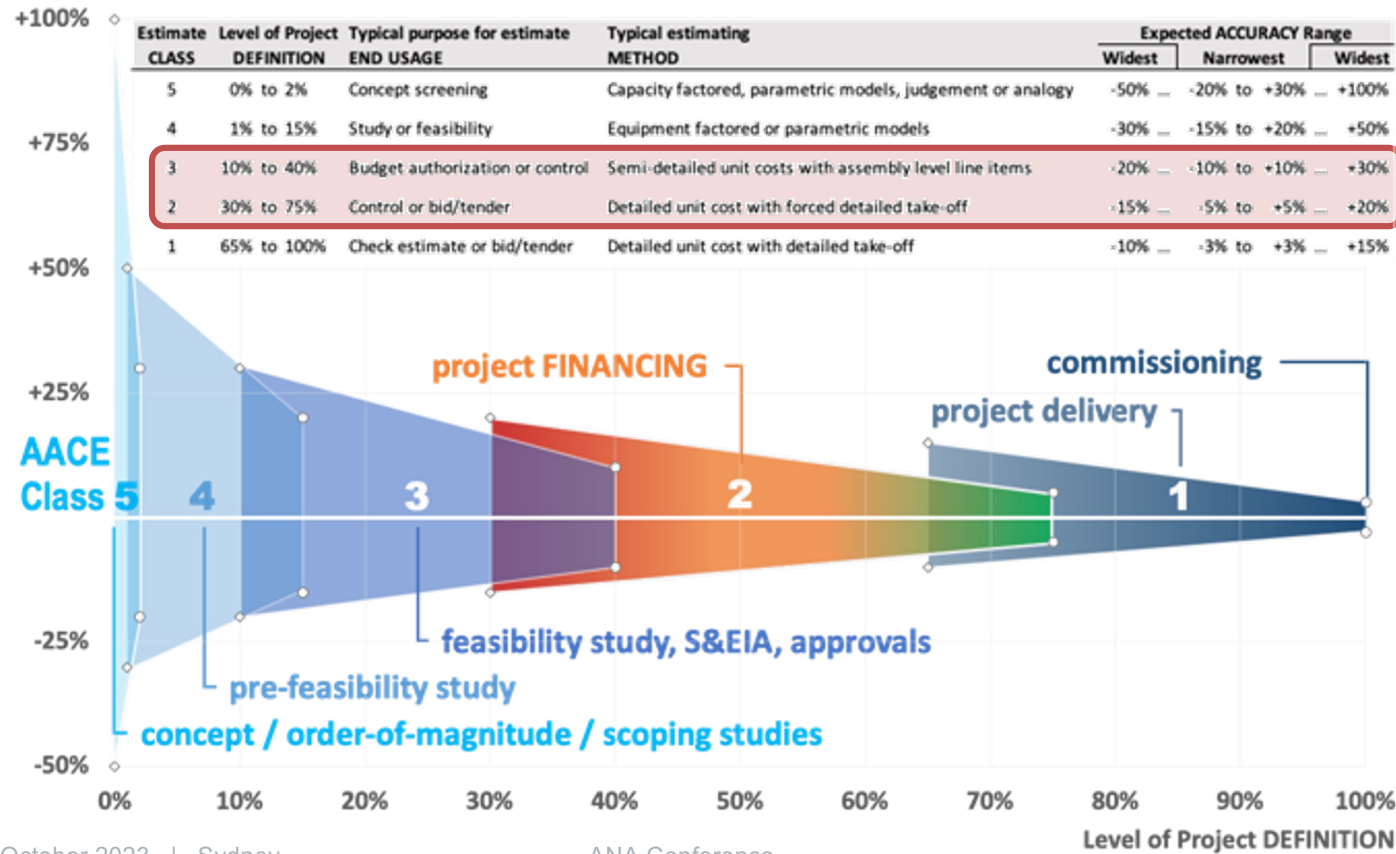 +100%
Estimate Level of Project Typical purpose for estimate Typical estimating Expected ACCURACY Range
CLASS DEFINITION END USAGE METHOD Widest Narrowest Widest
5 0% to 2% Concept screening Capacity factored, parametric models, judgement or analogy -50% ... -20% to +30% ... +100%
4 1% to 15% Study or feasibility Equipment factored or parametric models -30% ... -15% to +20% ... +50%
+75%
3 10% to 40% Budget authorization or control Semi-detailed unit costs with assembly level line items -20% ... -10% to +10% ... +30%
2 30% to 75% Control or bid/tender Detailed unit cost with forced detailed take-off -15% ... -5% to +5% ... +20%
1 65% to 100% Check estimate or bid/tender Detailed unit cost with detailed take-off -10% ... -3% to +3% ... +15%
+50%
project FINANCING
commissioning
+25%
project delivery
AACE
Class 5 4 3 2 1
-25%
feasibility study, S&EIA, approvals
pre-feasibility study
concept / order-of-magnitude / scoping studies
-50%
0% 10% 20% 30% 40% 50% 60% 70% 80% 90% 100%
Level of Project DEFINITION
October 2023 | Sydney ANA Conference